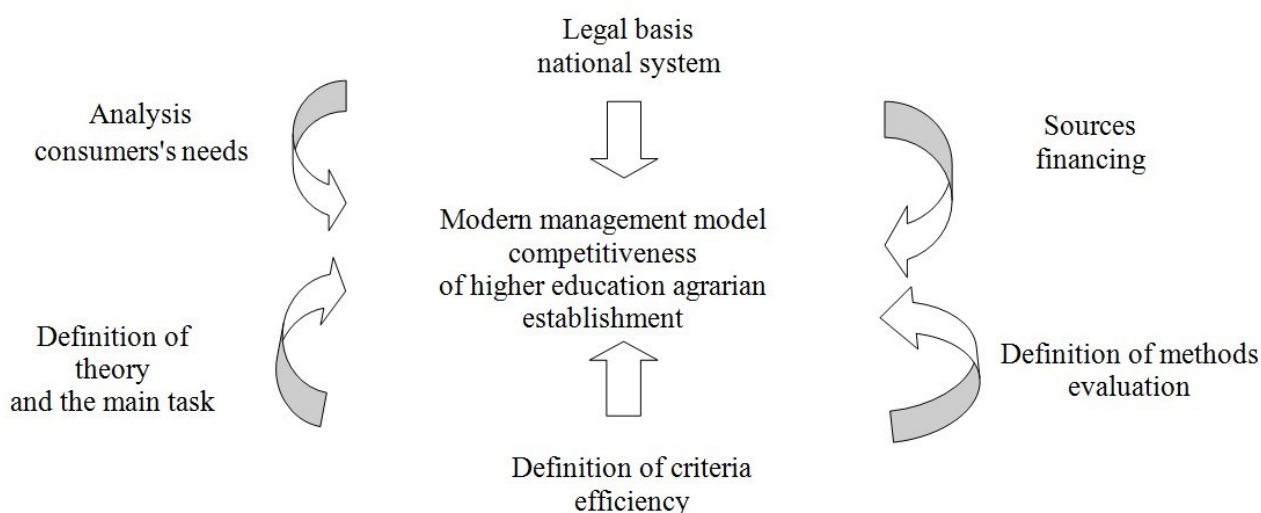 Legal basis
national system
Analysis
consumers's needs
Sources
financing
Modern management model
competitiveness
of higher education agrarian
establishment
Definition of
theory
and the main task
Definition of methods
evaluation
Definition of criteria
efficiency